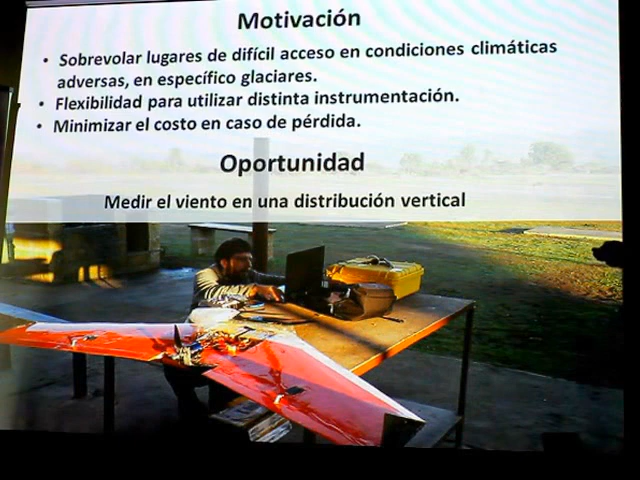 Motivación
• Sobrevolar lugares de difícil acceso en condiciones climáticas
adversas, en específico glaciares.
• Flexibilidad para utilizar distinta instrumentación.
• Minimizar el costo en caso de pérdida.
Oportunidad
Medir el viento en una distribución vertical